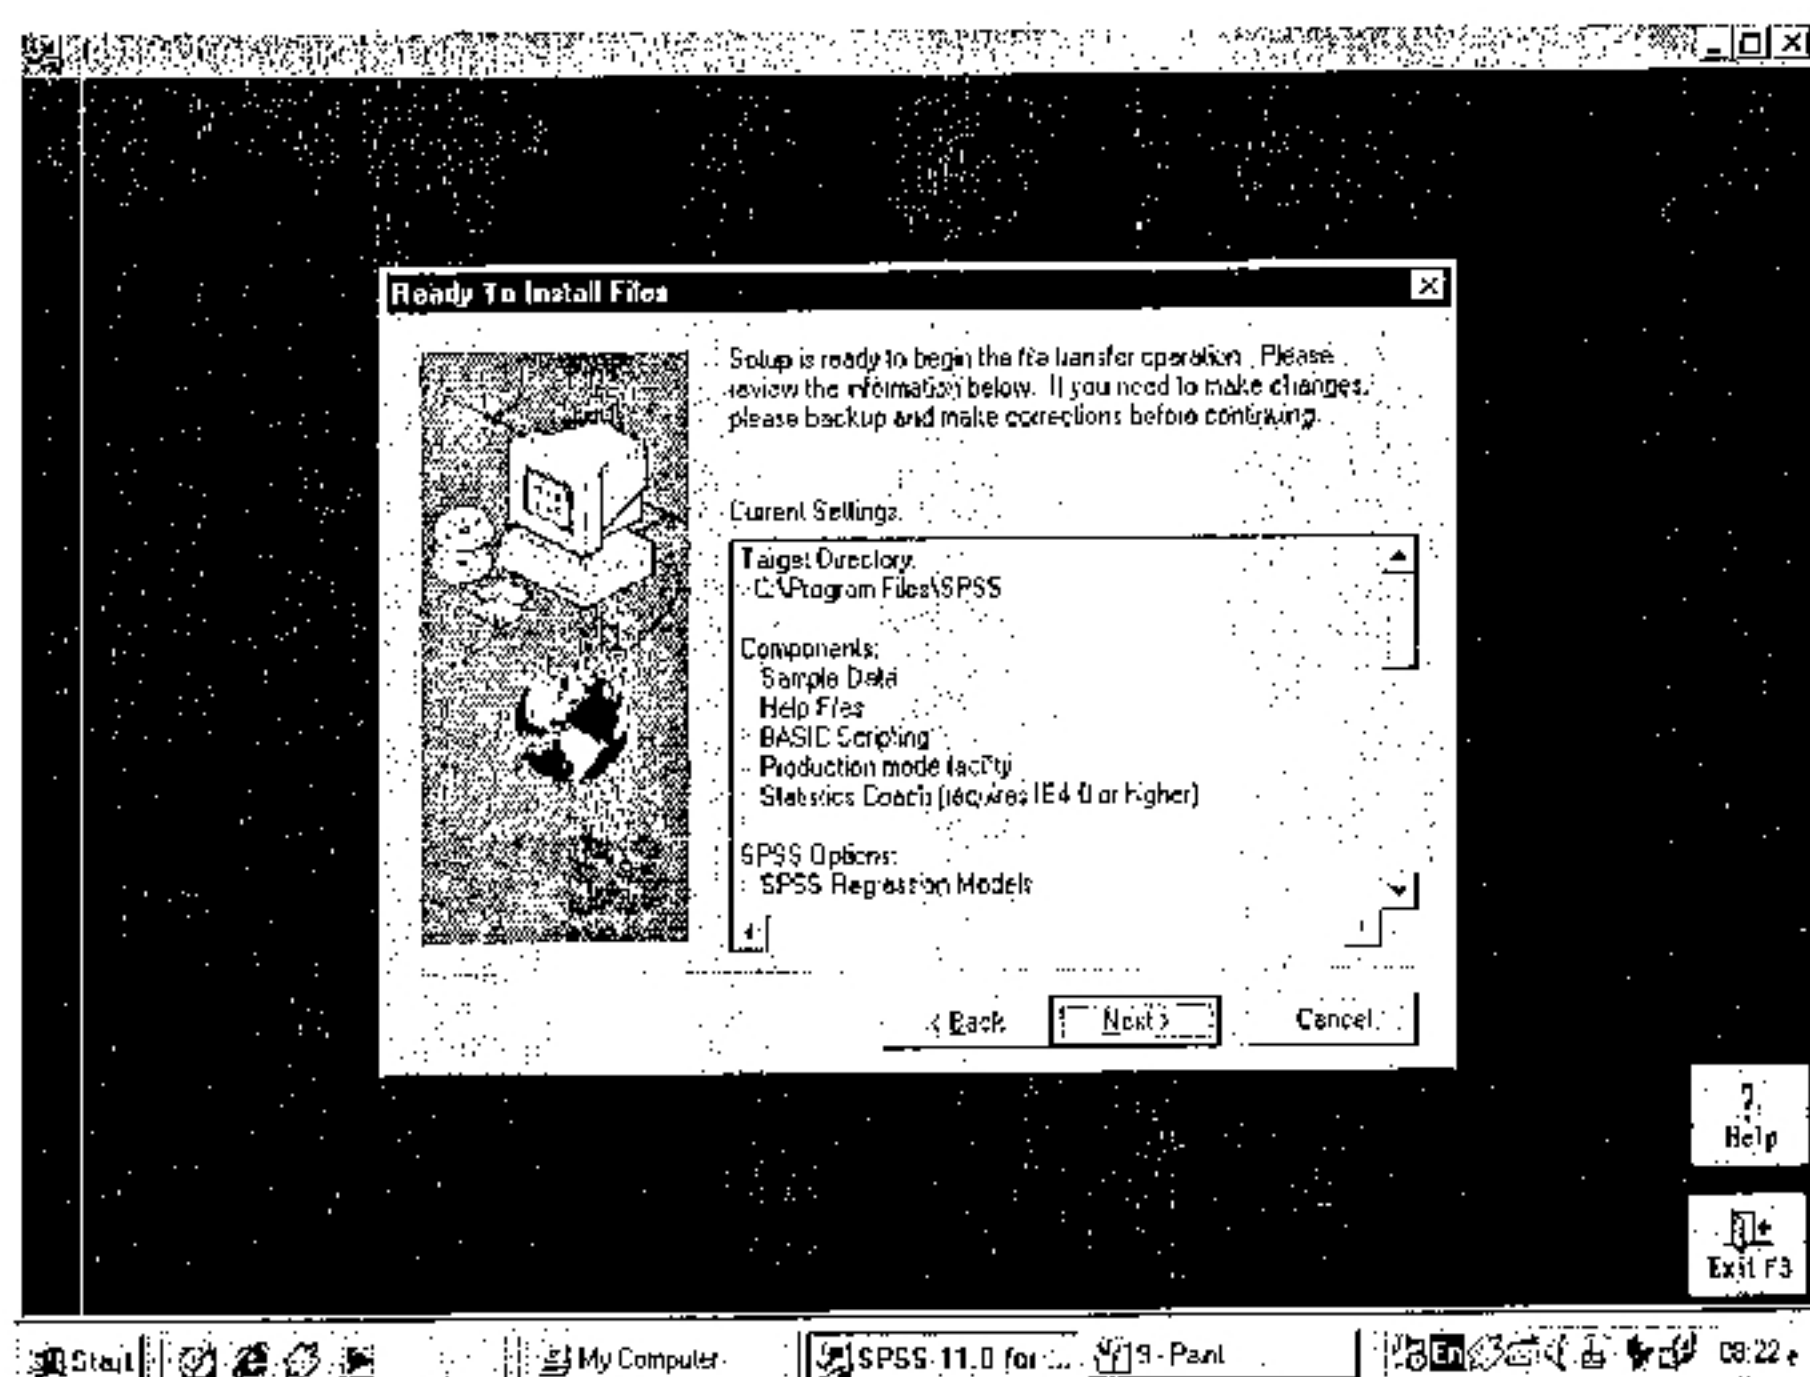 Ready To Install Files
Setup is ready to begin the file transfer operation. Please
review the information below. If you need to make changes,
please backup and make corrections before continuing.
Current Settings:
Target Directory:
C:\Program Files\SPSS
Components:
Sample Data
Help Files
BASIC Scripting
Production mode facility
Statistics Coach (requires IE4.0 or higher)
SPSS Options:
SPSS Regression Models
< Back
Next >
Cancel
?
Help
Exit F3
Start
My Computer
SPSS 11.0 for ...
9 - Paint
En
08:22